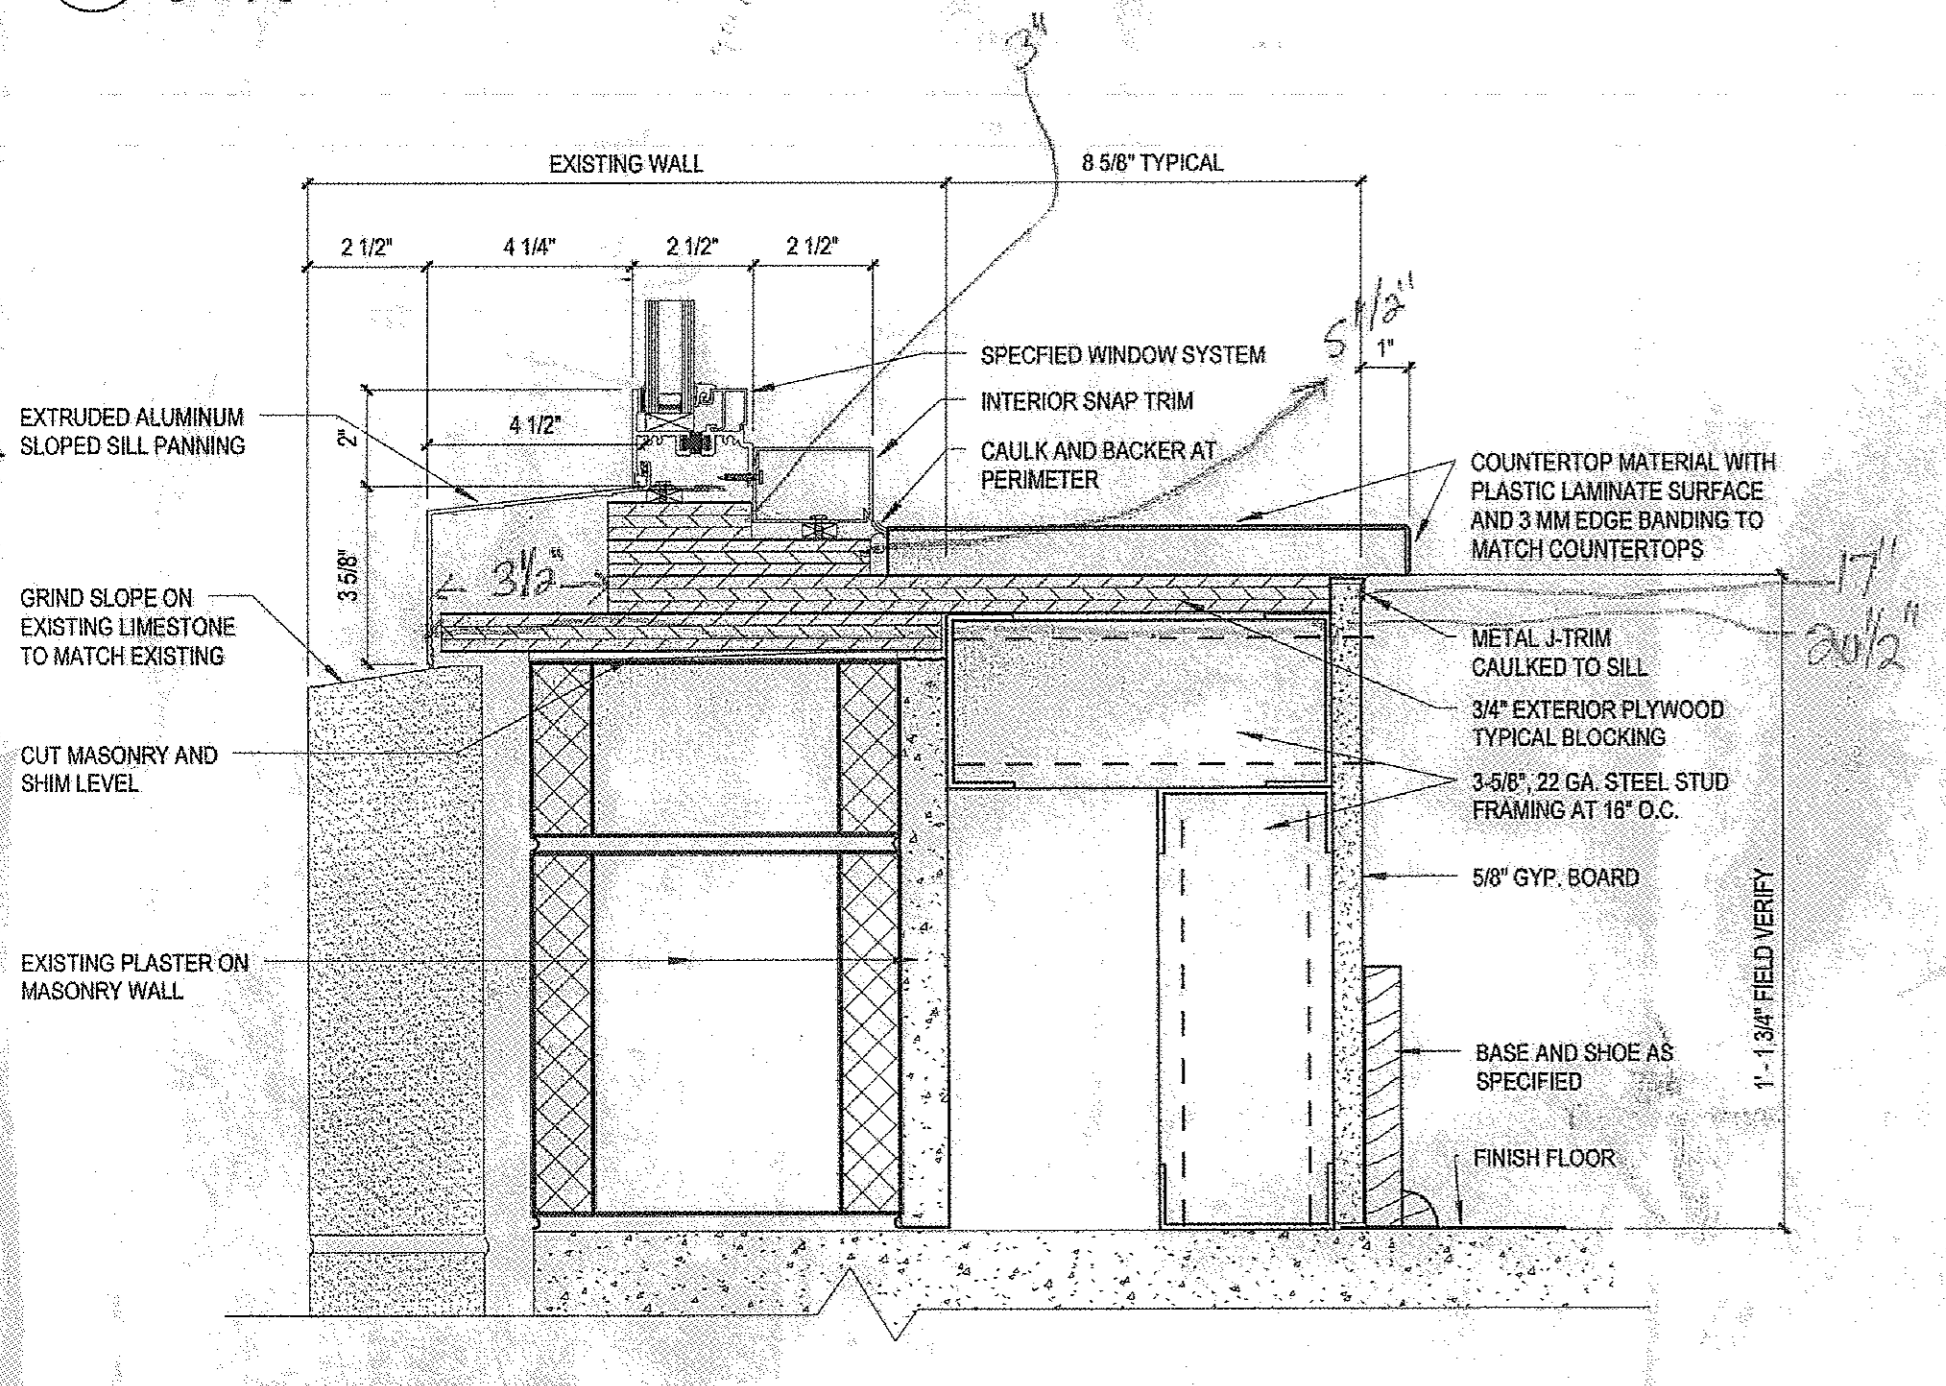 3"
EXISTING WALL
8 5/8" TYPICAL
2 1/2"
4 1/4"
2 1/2"
2 1/2"
5 1/2"
1"
SPECFIED WINDOW SYSTEM
INTERIOR SNAP TRIM
CAULK AND BACKER AT
PERIMETER
EXTRUDED ALUMINUM
SLOPED SILL PANNING
2"
4 1/2"
COUNTERTOP MATERIAL WITH
PLASTIC LAMINATE SURFACE
AND 3 MM EDGE BANDING TO
MATCH COUNTERTOPS
3 5/8"
3 1/2"
17"
20 1/2"
GRIND SLOPE ON
EXISTING LIMESTONE
TO MATCH EXISTING
METAL J-TRIM
CAULKED TO SILL
3/4" EXTERIOR PLYWOOD
TYPICAL BLOCKING
CUT MASONRY AND
SHIM LEVEL
3-5/8", 22 GA. STEEL STUD
FRAMING AT 16" O.C.
5/8" GYP. BOARD
EXISTING PLASTER ON
MASONRY WALL
1' - 1 3/4" FIELD VERIFY
BASE AND SHOE AS
SPECIFIED
FINISH FLOOR